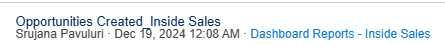 Opportunities Created_Inside Sales
Srujana Pavuluri · Dec 19, 2024 12:08 AM · Dashboard Reports - Inside Sales